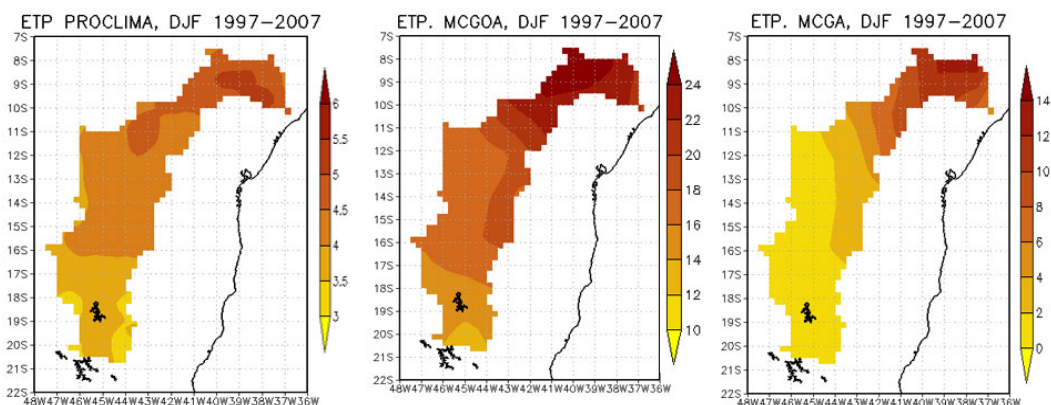 ETP PROCLIMA, DJF 1997-2007
7S
8S
9S
10S
11S
12S
13S
14S
15S
16S
17S
18S
19S
20S
21S
22S
48W47W46W45W44W43W42W41W40W39W38W37W36W
6
5.5
5
4.5
4
3.5
3
ETP. MCGOA, DJF 1997-2007
7S
8S
9S
10S
11S
12S
13S
14S
15S
16S
17S
18S
19S
20S
21S
22S
48W47W46W45W44W43W42W41W40W39W38W37W36W
24
22
20
18
16
14
12
10
ETP. MCGA, DJF 1997-2007
7S
8S
9S
10S
11S
12S
13S
14S
15S
16S
17S
18S
19S
20S
21S
22S
48W47W46W45W44W43W42W41W40W39W38W37W36W
14
12
10
8
6
4
2
0